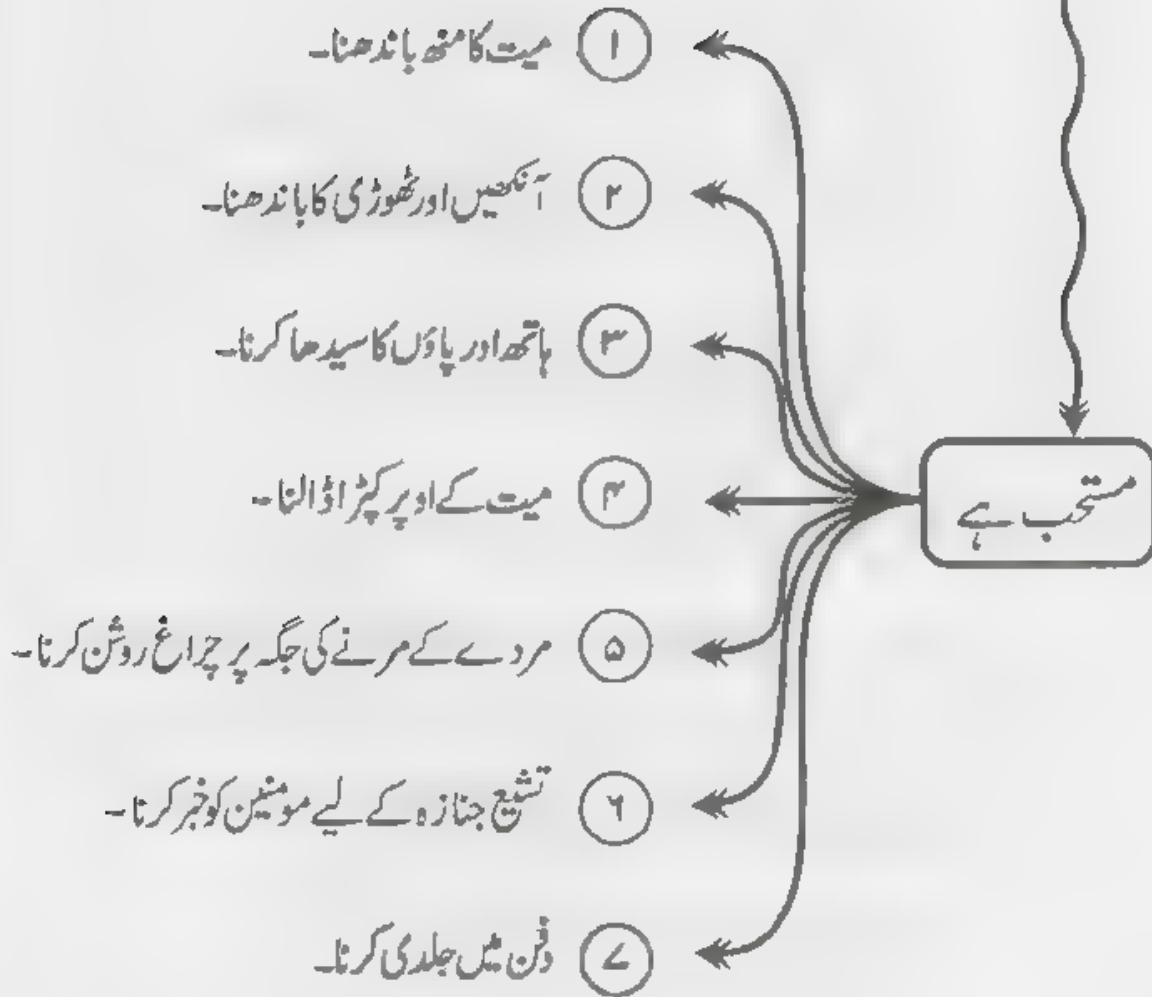 مستحب ہے
۱ میت کا منھ باندھنا۔
۲ آنکھیں اور ٹھوڑی کا باندھنا۔
۳ ہاتھ اور پاؤں کا سیدھا کرنا۔
۴ میت کے اوپر کپڑا ڈالنا۔
۵ مردے کے مرنے کی جگہ پر چراغ روشن کرنا۔
۶ تشییع جنازہ کے لیے مومنین کو خبر کرنا۔
۷ دفن میں جلدی کرنا۔